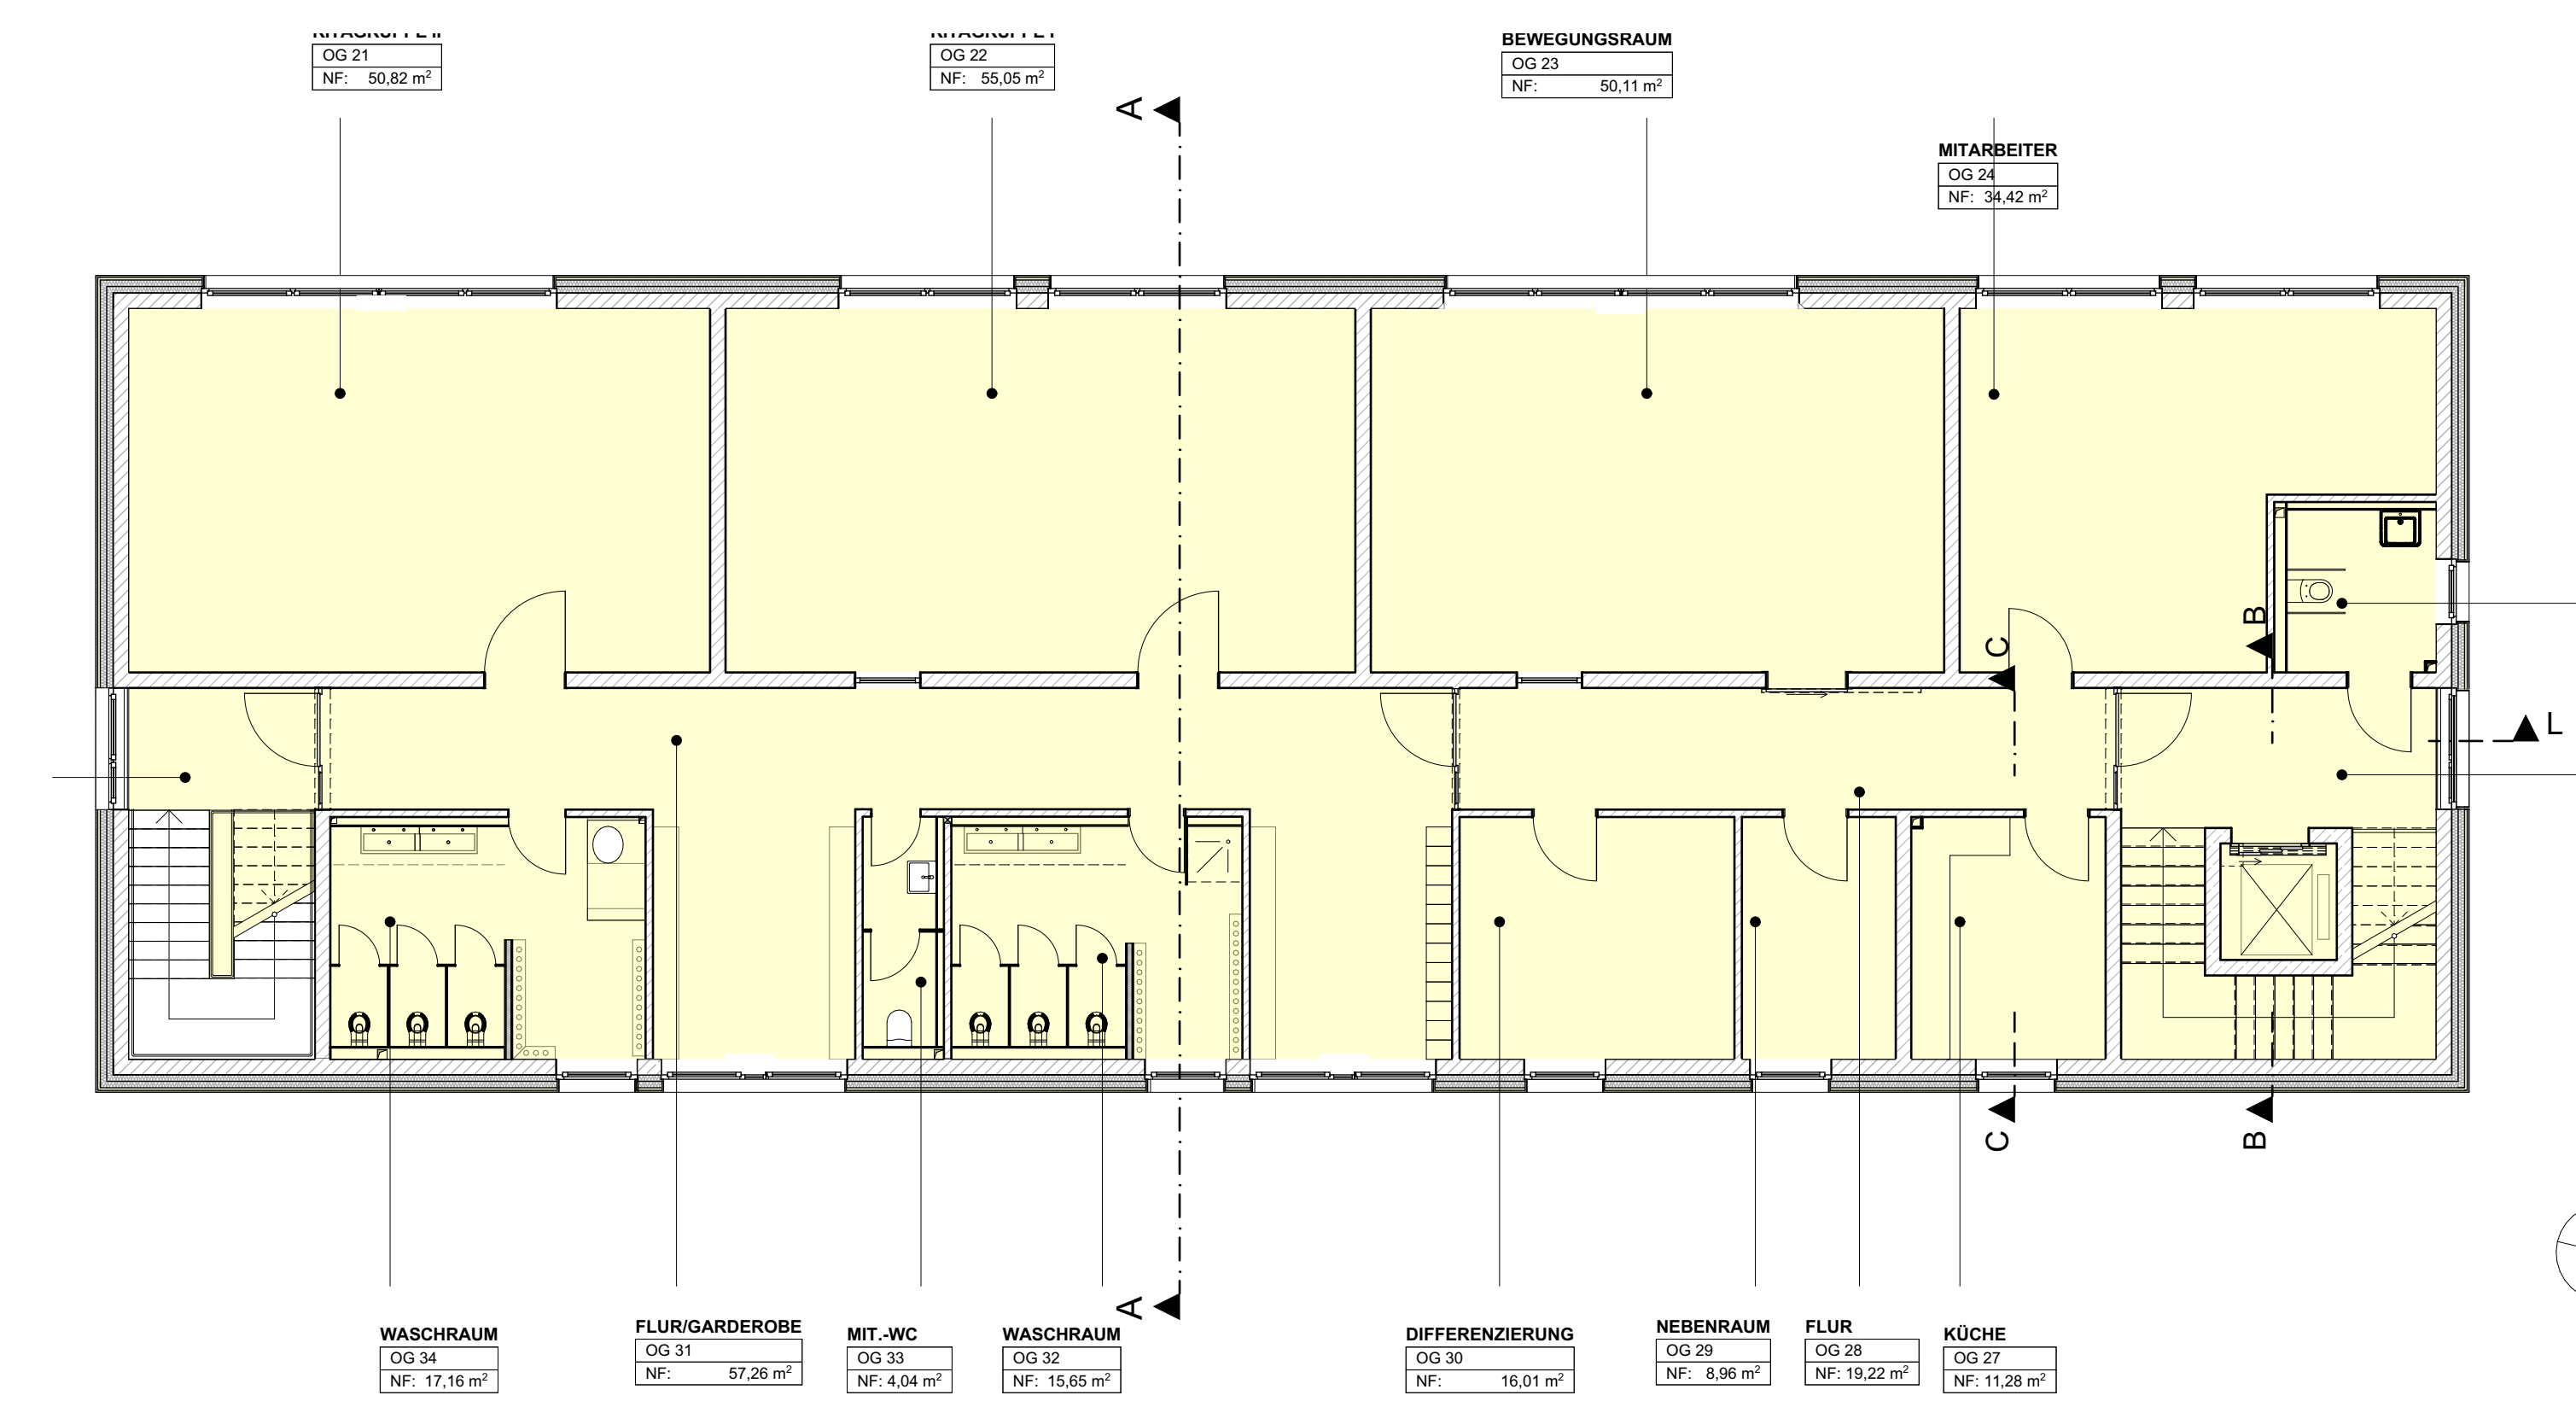 OG 21
NF: 50,82 m²
OG 22
NF: 55,05 m²
BEWEGUNGSRAUM
OG 23
NF: 50,11 m²
A
MITARBEITER
OG 24
NF: 34,42 m²
B
C
L
C
B
A
WASCHRAUM
OG 34
NF: 17,16 m²
FLUR/GARDEROBE
OG 31
NF: 57,26 m²
MIT.-WC
OG 33
NF: 4,04 m²
WASCHRAUM
OG 32
NF: 15,65 m²
DIFFERENZIERUNG
OG 30
NF: 16,01 m²
NEBENRAUM
OG 29
NF: 8,96 m²
FLUR
OG 28
NF: 19,22 m²
KÜCHE
OG 27
NF: 11,28 m²